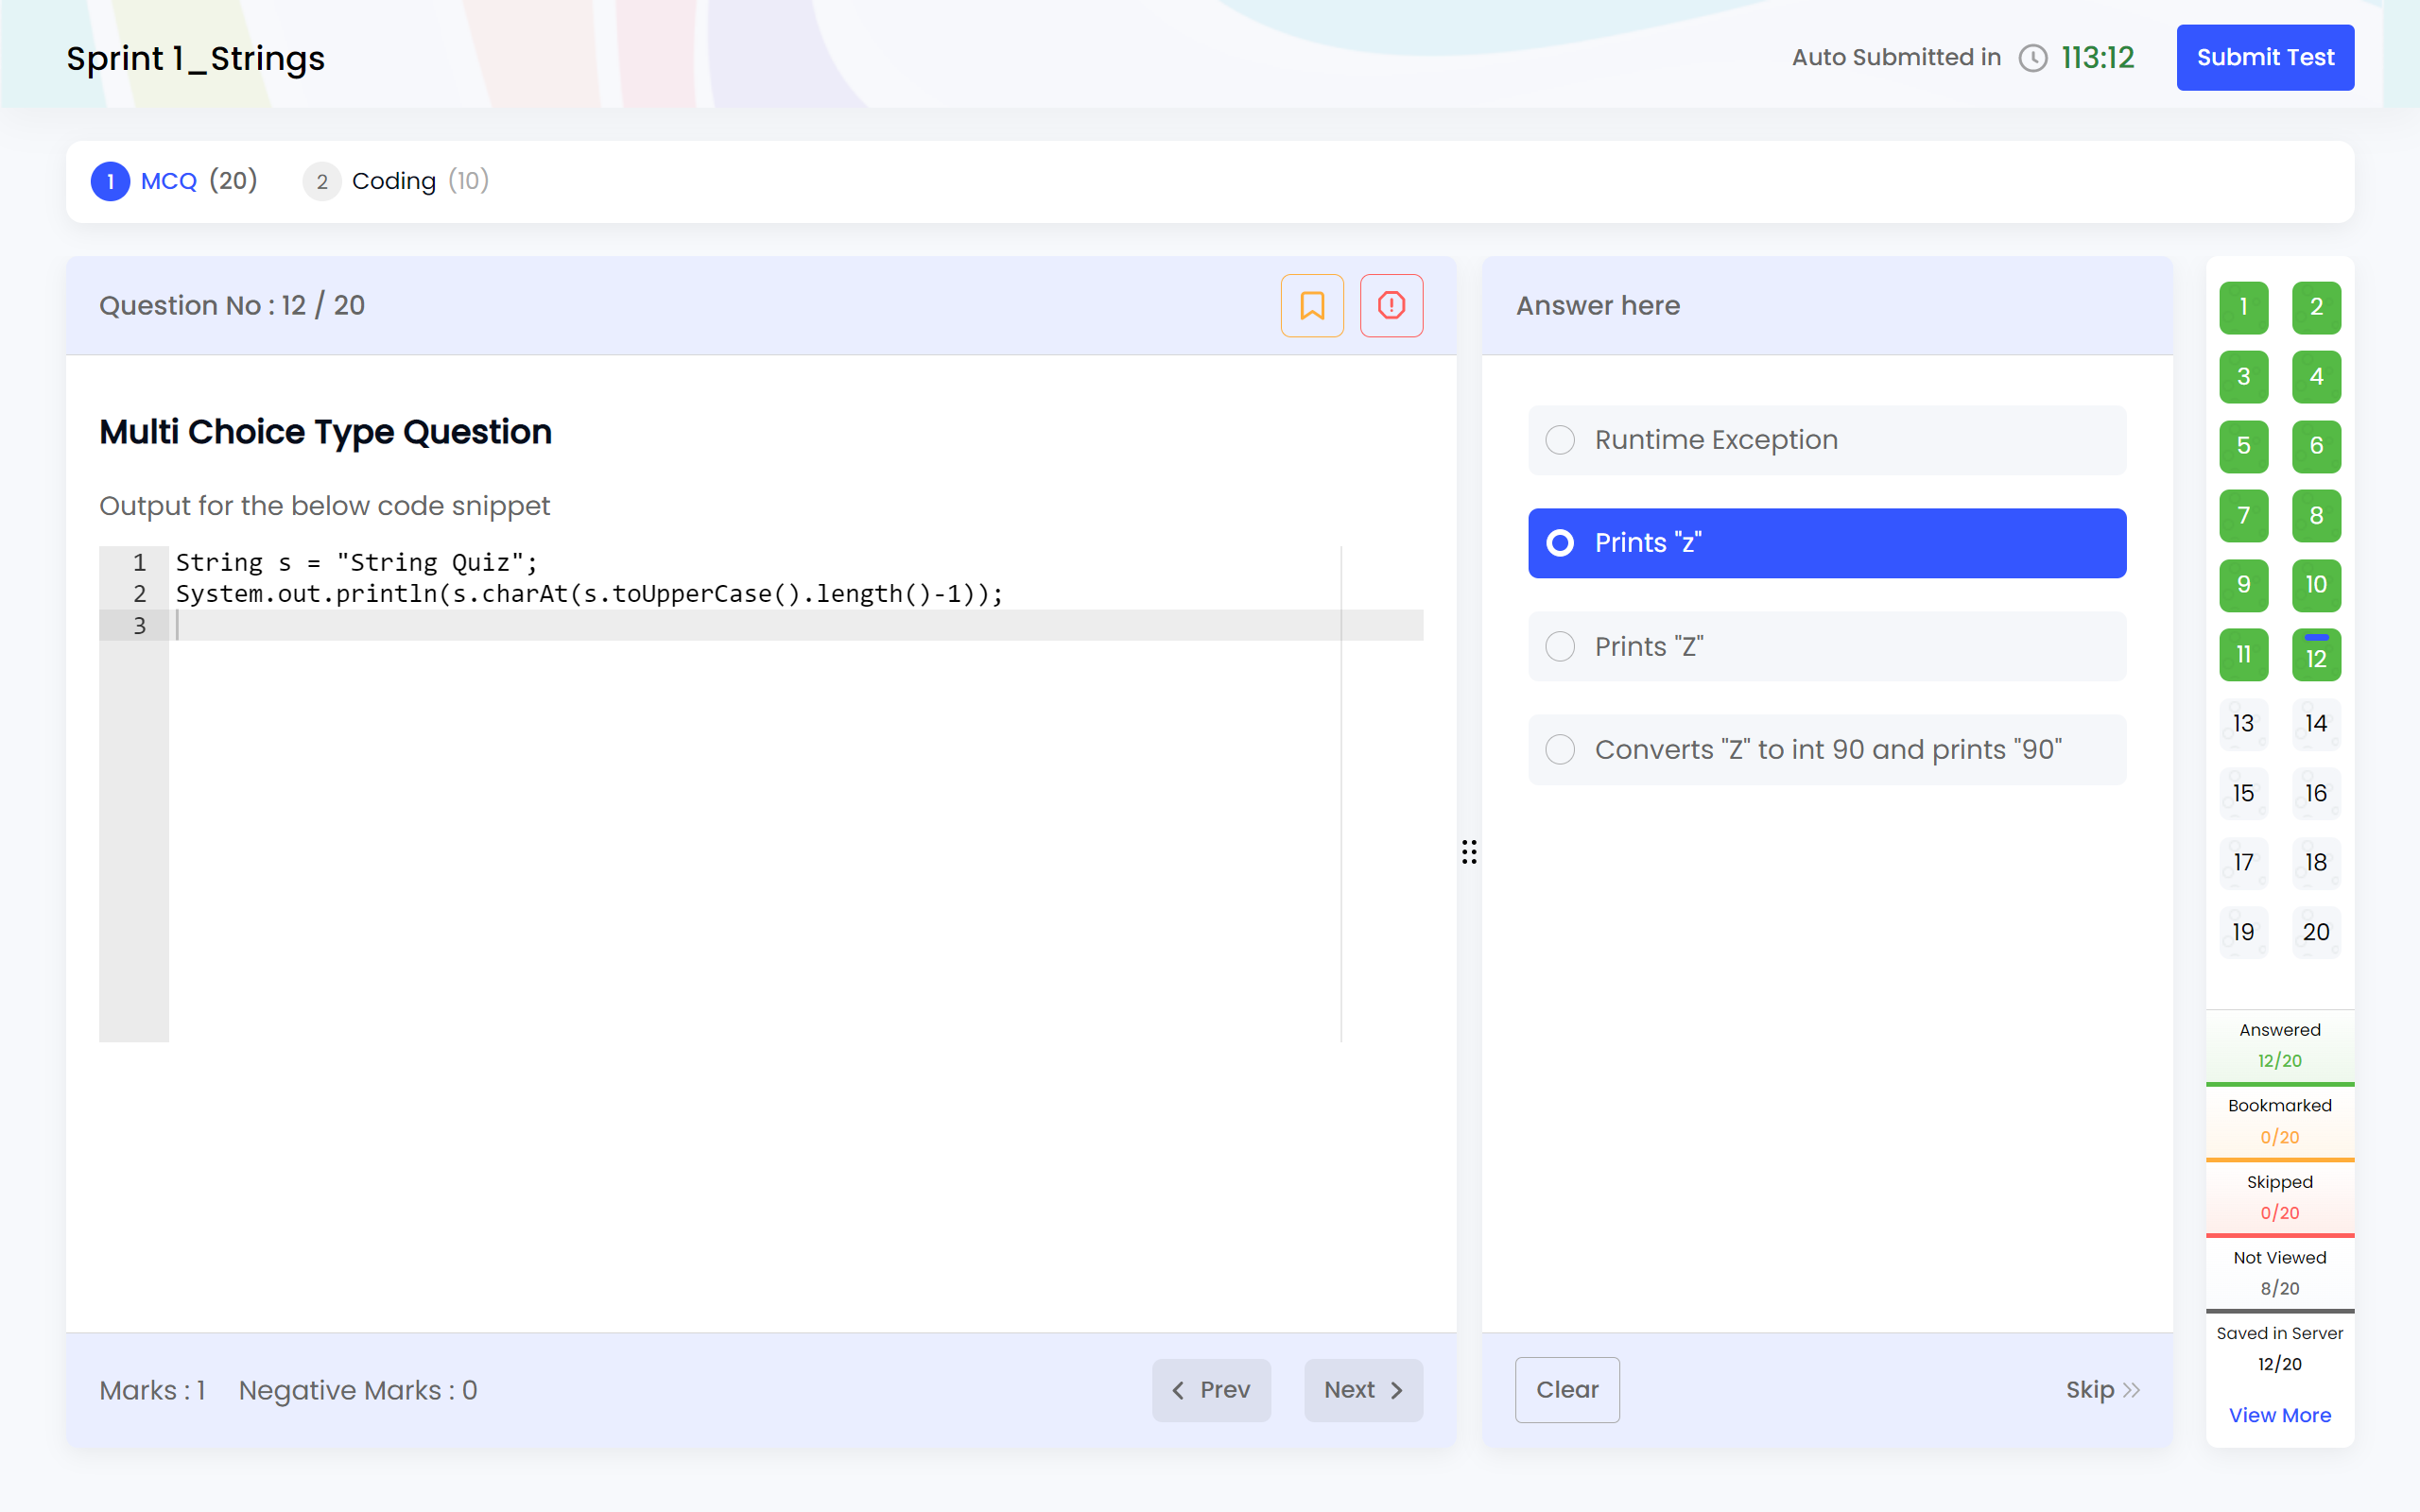 Sprint 1_Strings
Auto Submitted in 113:12
Submit Test
1 MCQ (20)
2 Coding (10)
Question No : 12 / 20
Multi Choice Type Question
Output for the below code snippet
1 String s = "String Quiz";
2 System.out.println(s.charAt(s.toUpperCase().length()-1));
3
Marks : 1 Negative Marks : 0
Prev
Next
Answer here
Runtime Exception
Prints "z"
Prints "Z"
Converts "Z" to int 90 and prints "90"
Clear
Skip
1 2
3 4
5 6
7 8
9 10
11 12
13 14
15 16
17 18
19 20
Answered
12/20
Bookmarked
0/20
Skipped
0/20
Not Viewed
8/20
Saved in Server
12/20
View More